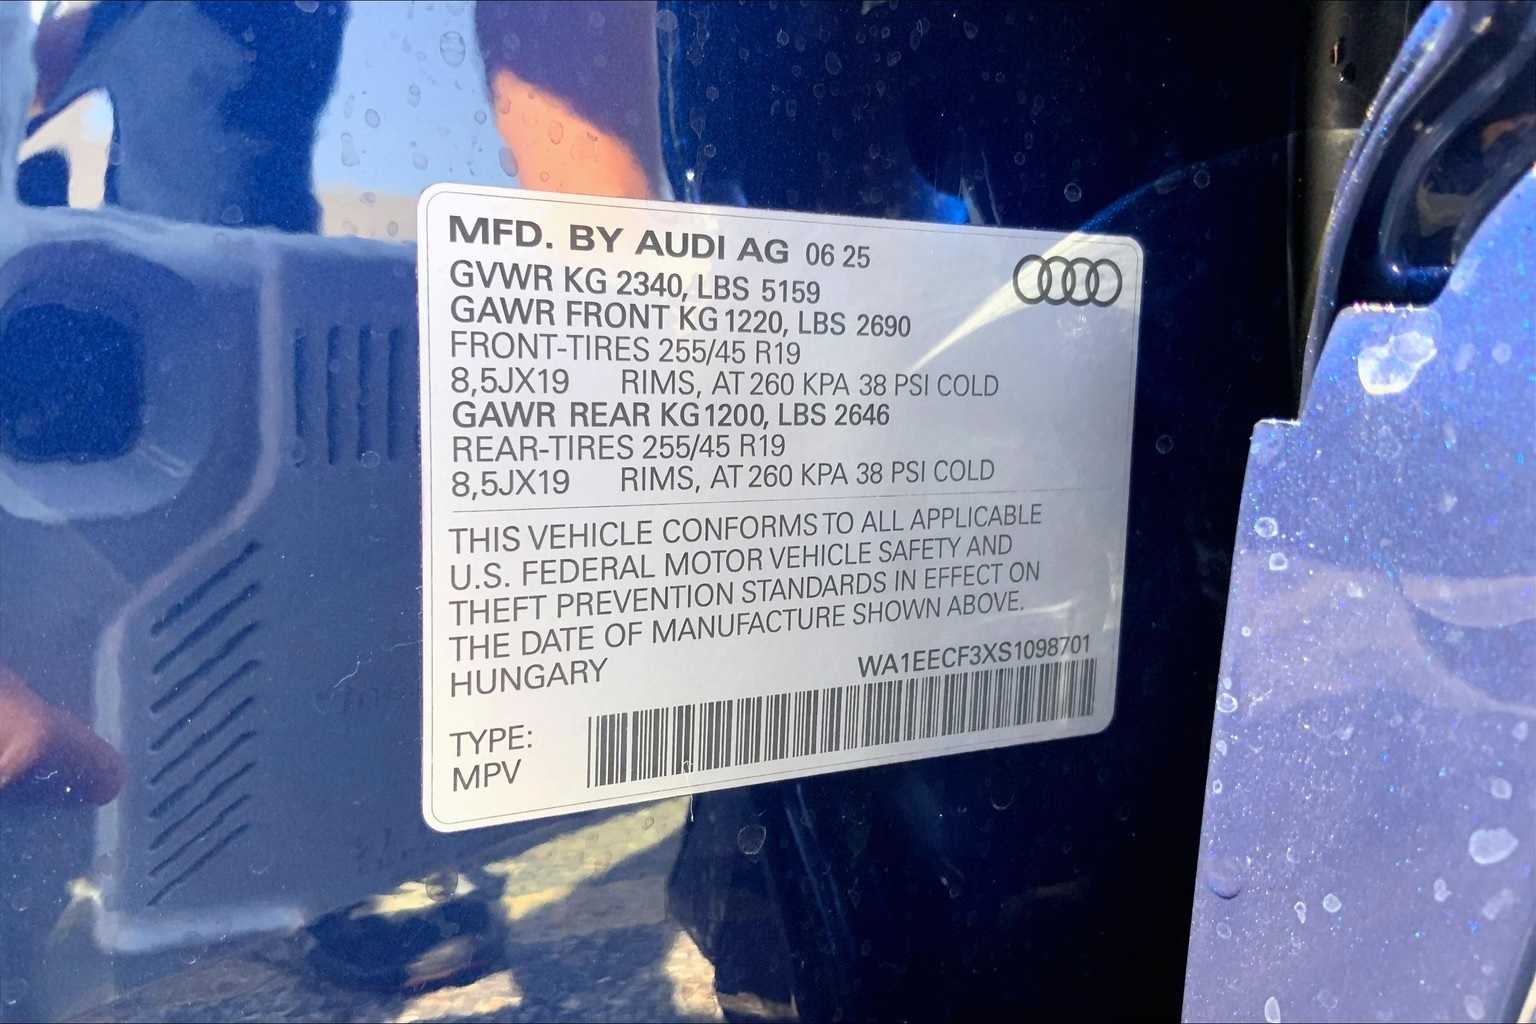 MFD. BY AUDI AG 06 25
GVWR KG 2340, LBS 5159
GAWR FRONT KG 1220, LBS 2690
FRONT-TIRES 255/45 R19
8,5JX19 RIMS, AT 260 KPA 38 PSI COLD
GAWR REAR KG 1200, LBS 2646
REAR-TIRES 255/45 R19
8,5JX19 RIMS, AT 260 KPA 38 PSI COLD
THIS VEHICLE CONFORMS TO ALL APPLICABLE
U.S. FEDERAL MOTOR VEHICLE SAFETY AND
THEFT PREVENTION STANDARDS IN EFFECT ON
THE DATE OF MANUFACTURE SHOWN ABOVE.
HUNGARY WA1EECF3XS1098701
TYPE:
MPV